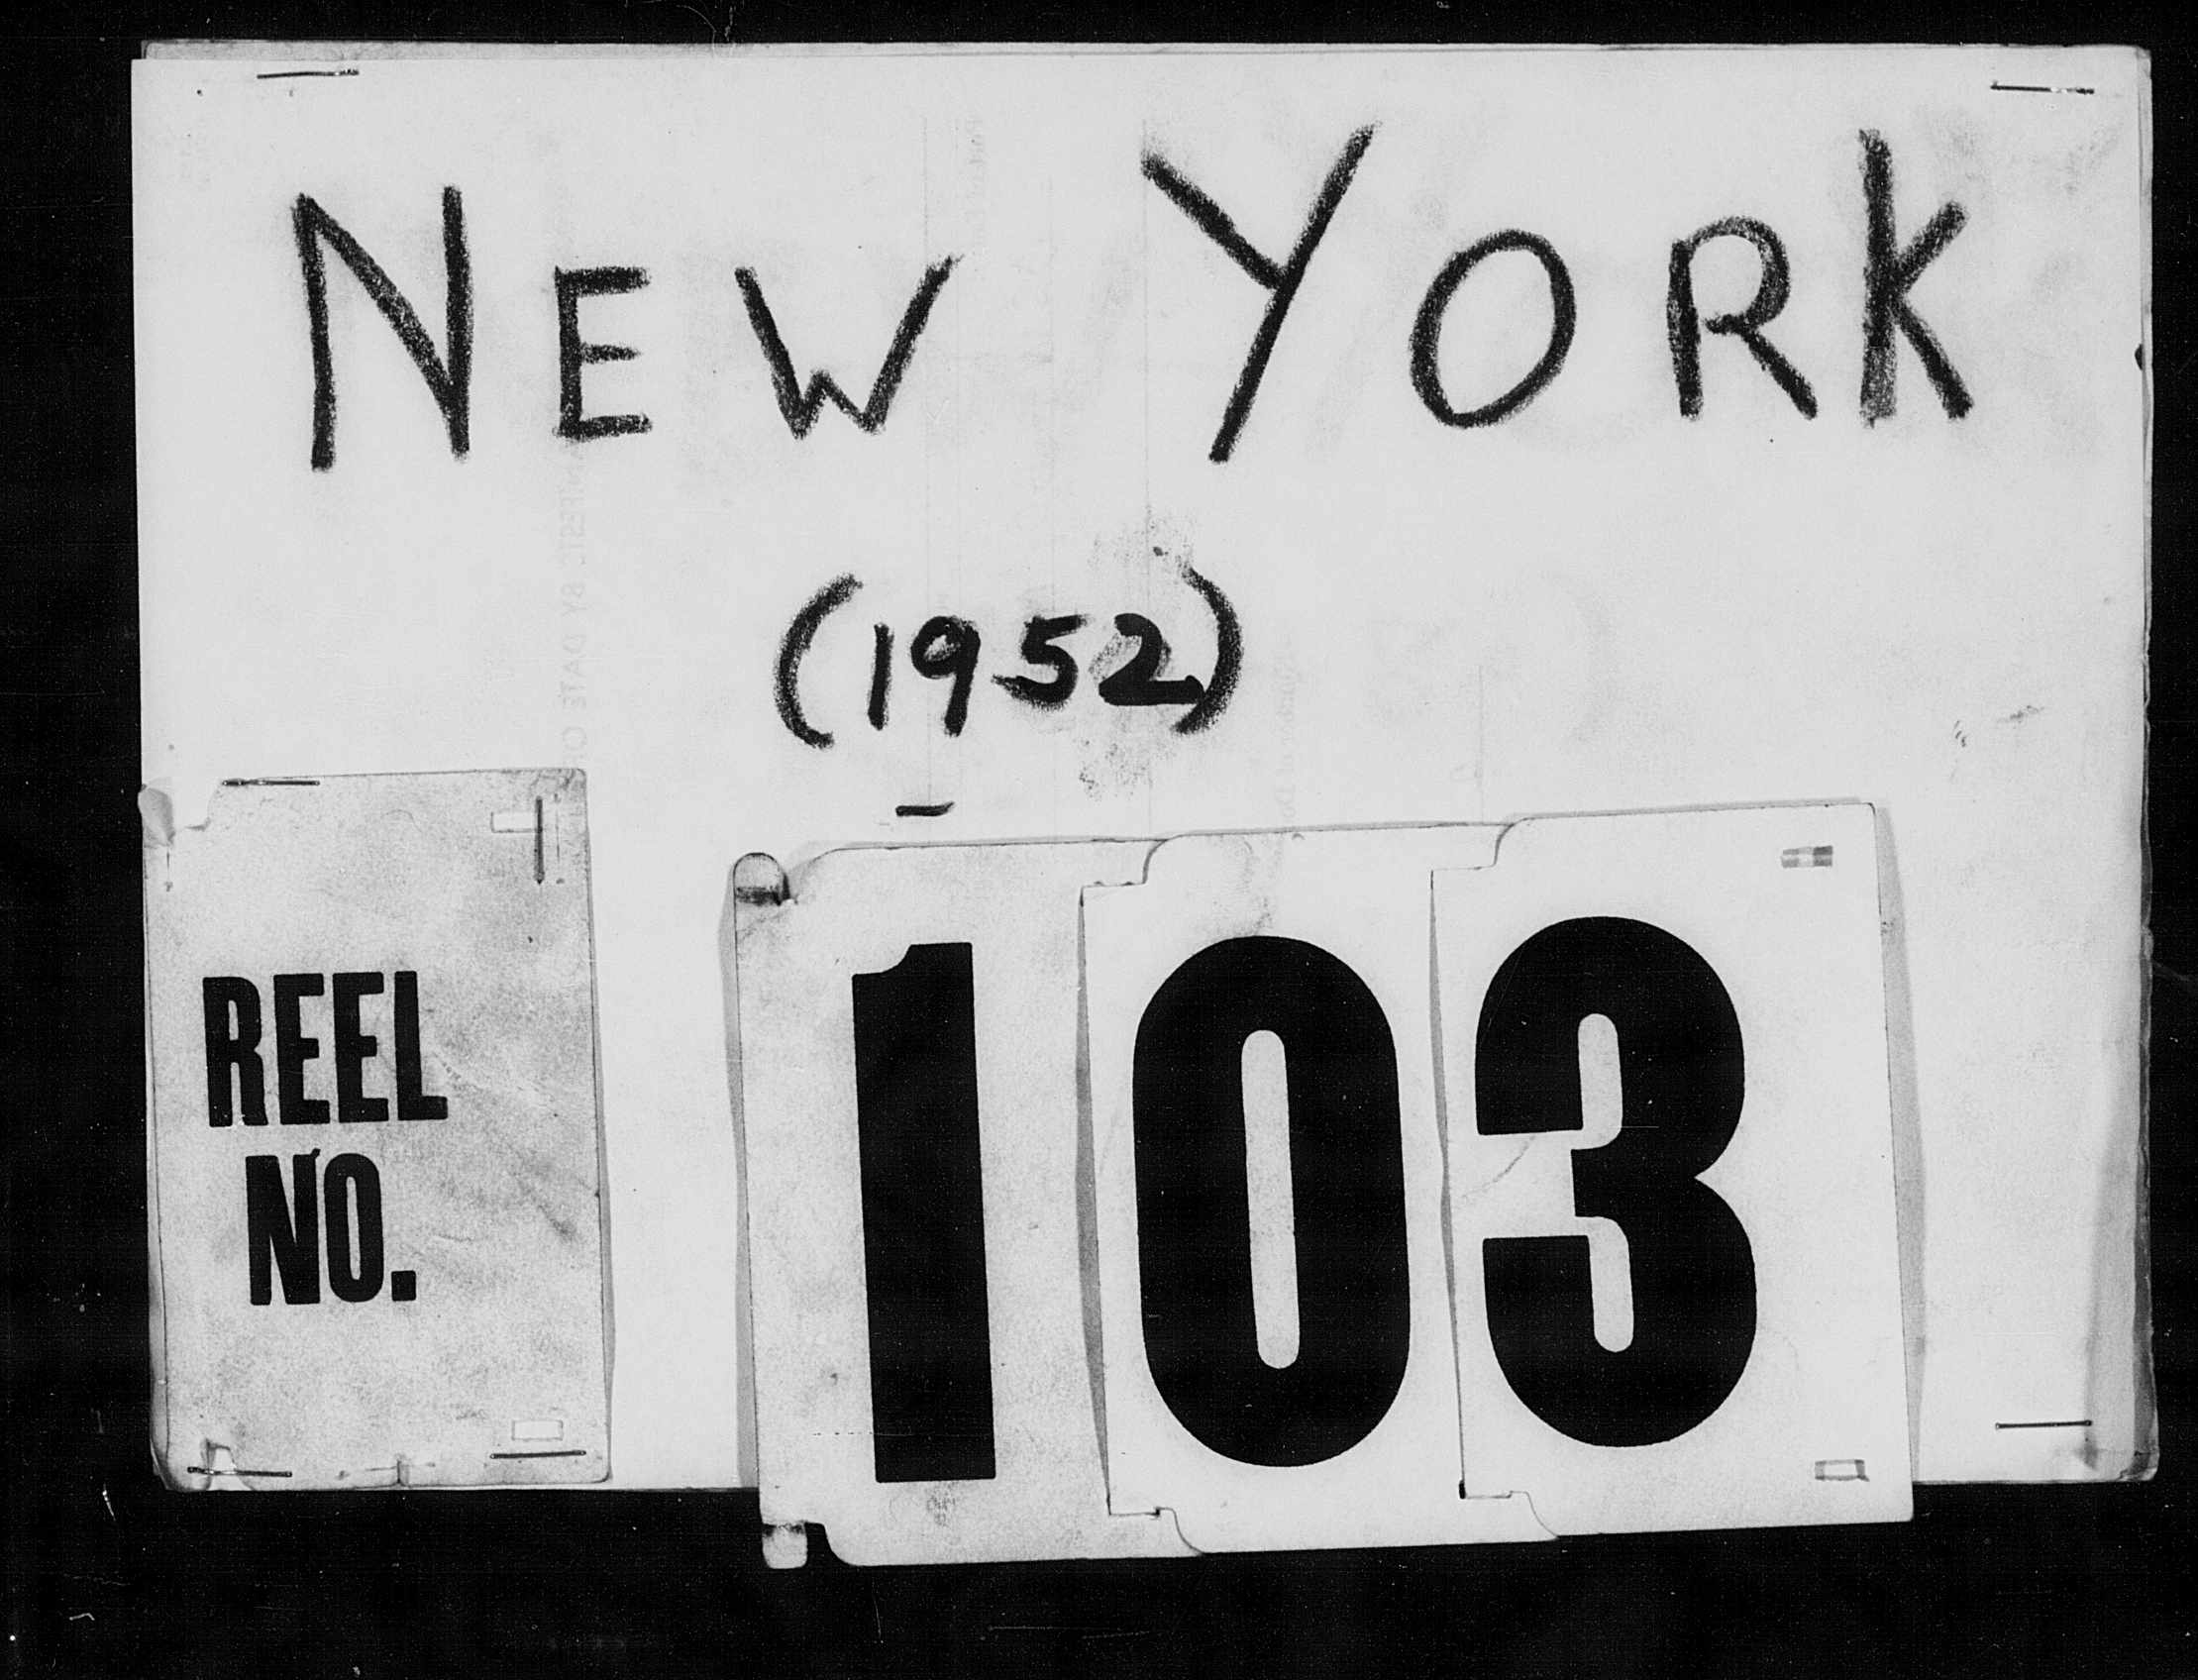 NEW YORK
(1952)
REEL
NO.
103